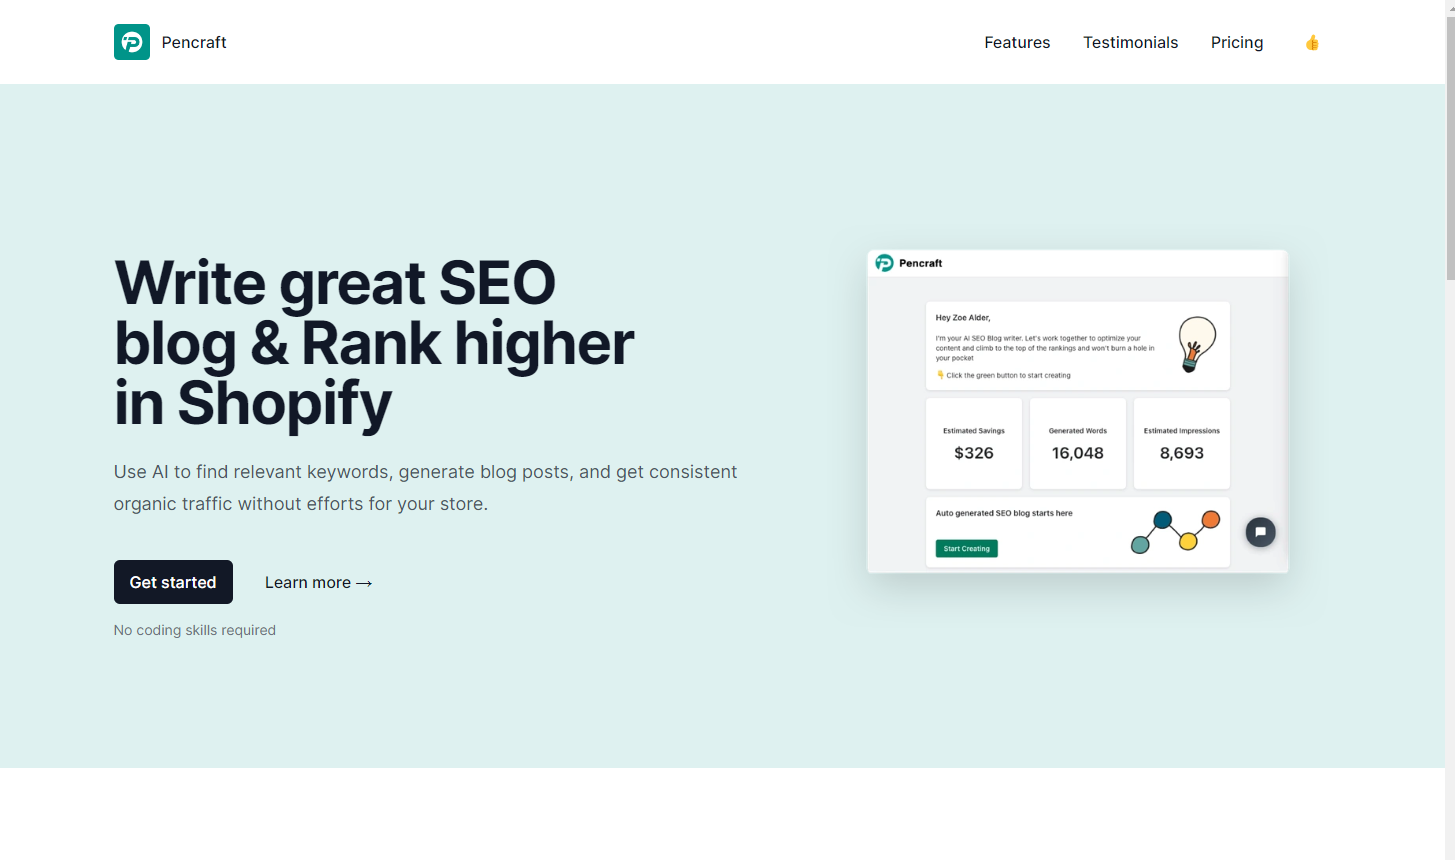 Pencraft
Features
Testimonials
Pricing
Write great SEO
blog & Rank higher
in Shopify
Use AI to find relevant keywords, generate blog posts, and get consistent
organic traffic without efforts for your store.
Get started
Learn more →
No coding skills required
Pencraft
Hey Zoe Alder,
I'm your AI SEO Blog writer. Let's work together to optimize your
content and climb to the top of the rankings and won't burn a hole in
your pocket
👇 Click the green button to start creating
Estimated Savings
$326
Generated Words
16,048
Estimated Impressions
8,693
Auto generated SEO blog starts here
Start Creating